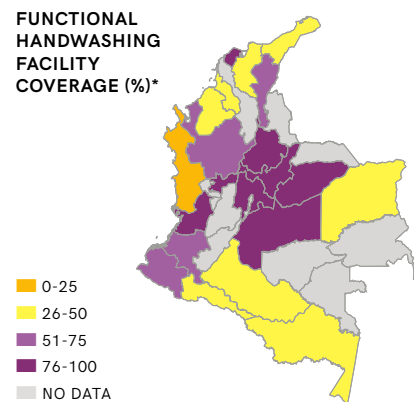 FUNCTIONAL
HANDWASHING
FACILITY
COVERAGE (%)*
0-25
26-50
51-75
76-100
NO DATA